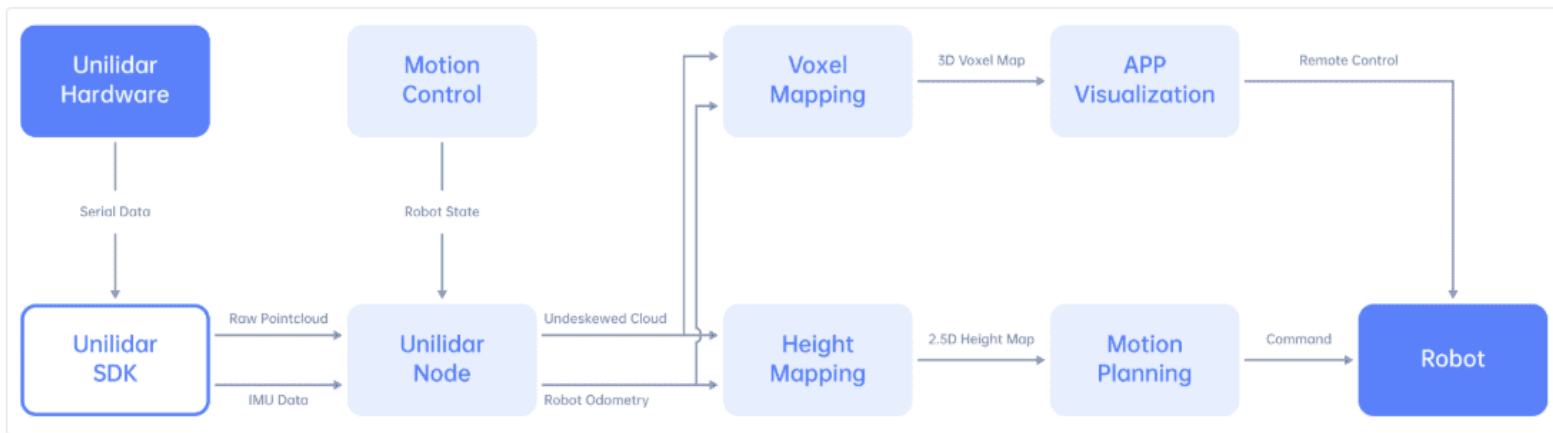 Unilidar
Hardware
Motion
Control
Voxel
Mapping
3D Voxel Map
APP
Visualization
Remote Control
Serial Data
Robot State
Unilidar
SDK
Raw Pointcloud
IMU Data
Unilidar
Node
Undeskewed Cloud
Robot Odometry
Height
Mapping
2.5D Height Map
Motion
Planning
Command
Robot